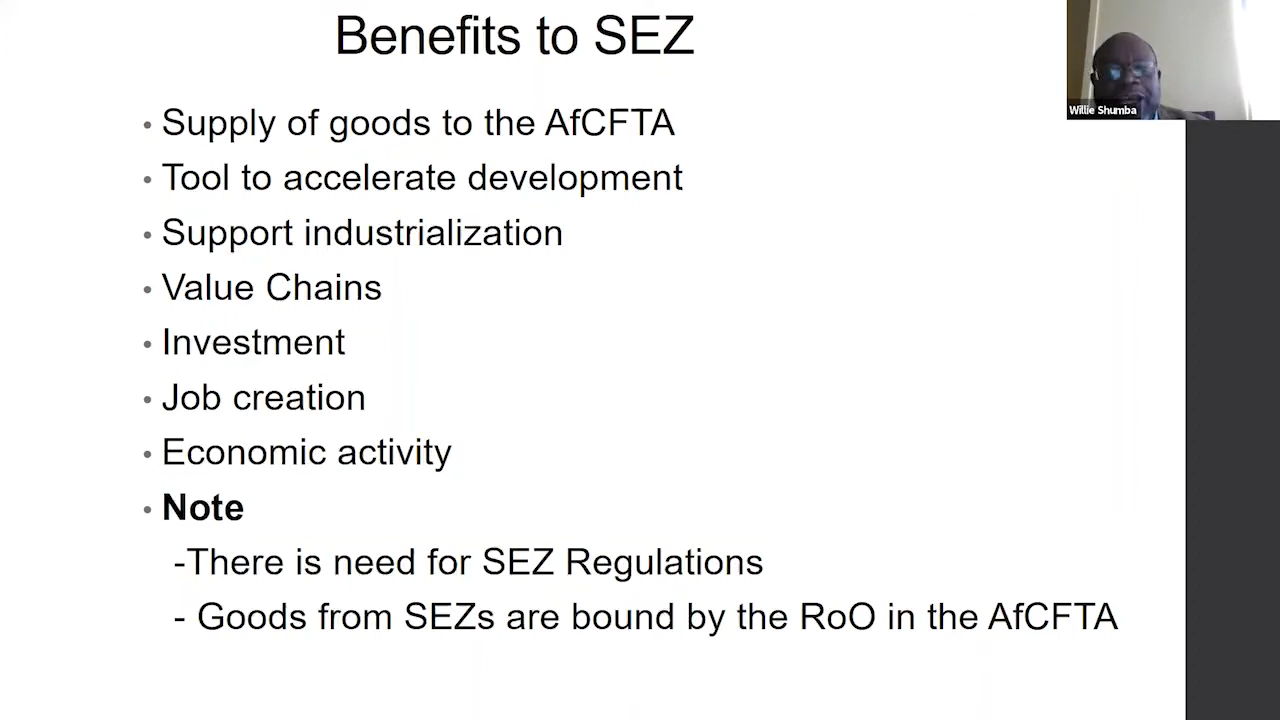 Benefits to SEZ
Willie Shumba
• Supply of goods to the AfCFTA
• Tool to accelerate development
• Support industrialization
• Value Chains
• Investment
• Job creation
• Economic activity
• Note
-There is need for SEZ Regulations
- Goods from SEZs are bound by the RoO in the AfCFTA